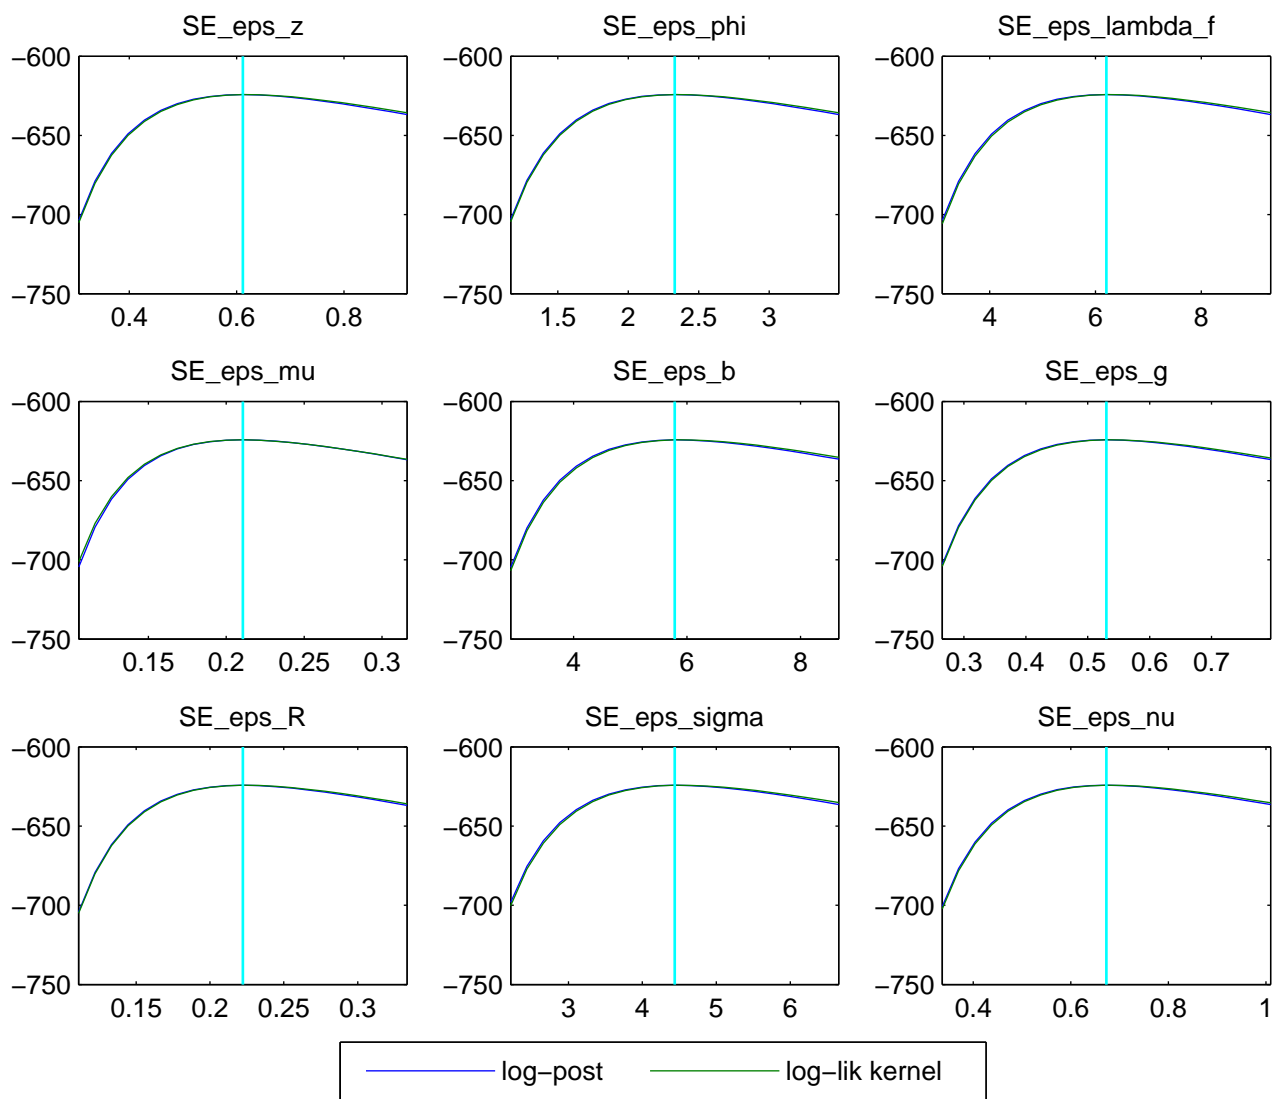 SE_eps_z SE_eps_phi SE_eps_lambda_f
−600 −600 −600
−650 −650 −650
−700 −700 −700
−750 −750 −750
0.4 0.6 0.8 1.5 2 2.5 3 4 6 8
SE_eps_mu SE_eps_b SE_eps_g
−600 −600 −600
−650 −650 −650
−700 −700 −700
−750 −750 −750
0.15 0.2 0.25 0.3 4 6 8 0.3 0.4 0.5 0.6 0.7
SE_eps_R SE_eps_sigma SE_eps_nu
−600 −600 −600
−650 −650 −650
−700 −700 −700
−750 −750 −750
0.15 0.2 0.25 0.3 3 4 5 6 0.4 0.6 0.8 1
log−post log−lik kernel